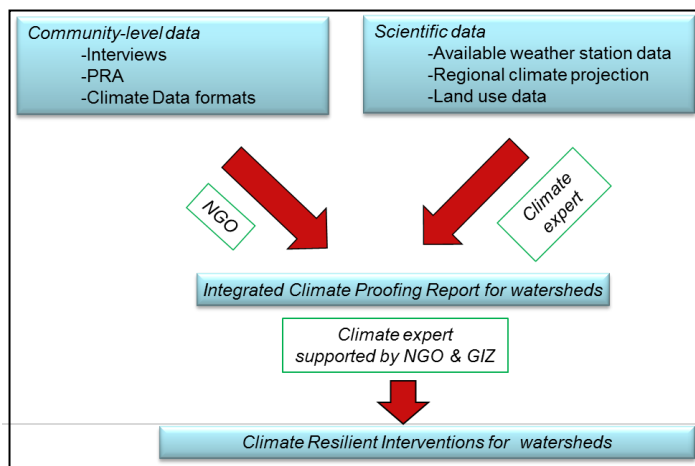 Community-level data
-Interviews
-PRA
-Climate Data formats
Scientific data
-Available weather station data
-Regional climate projection
-Land use data
NGO
Climate
expert
Integrated Climate Proofing Report for watersheds
Climate expert
supported by NGO & GIZ
Climate Resilient Interventions for watersheds